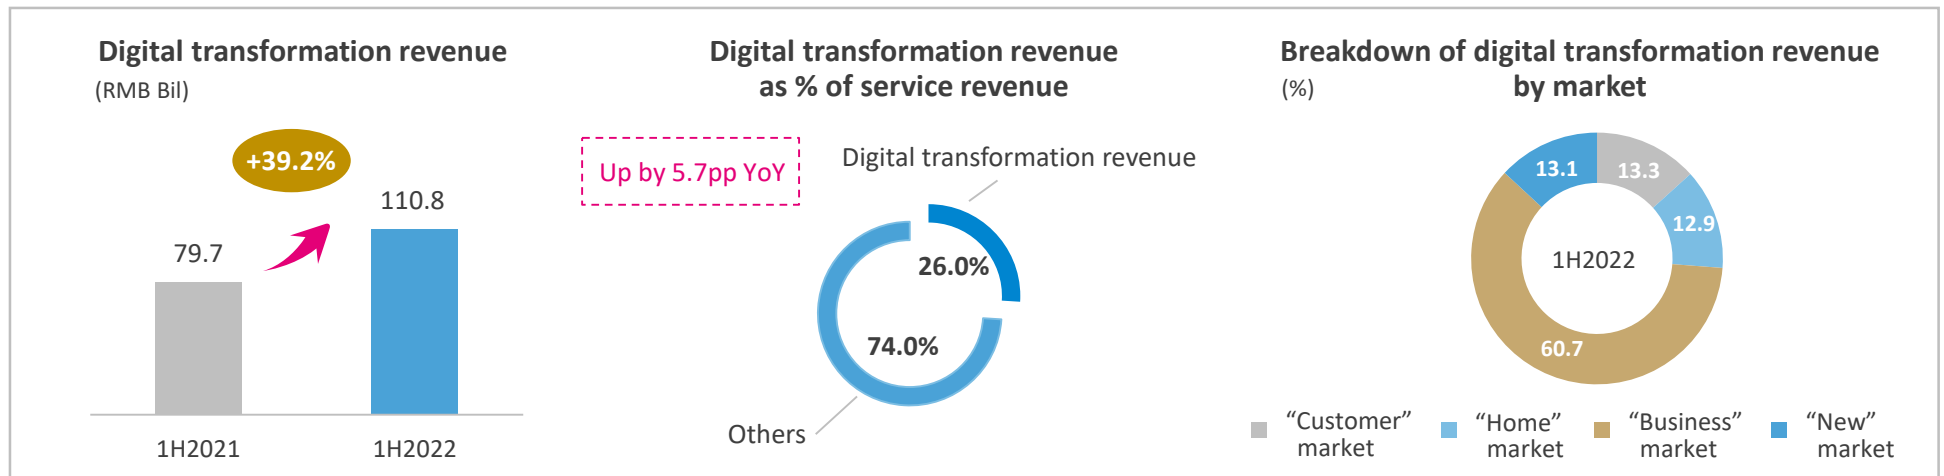 Digital transformation revenue
(RMB Bil)
+39.2%
79.7
110.8
1H2021
1H2022
Digital transformation revenue
as % of service revenue
Up by 5.7pp YoY
Digital transformation revenue
26.0%
74.0%
Others
Breakdown of digital transformation revenue
by market
(%)
13.1
13.3
12.9
1H2022
60.7
“Customer”
market
“Home”
market
“Business”
market
“New”
market